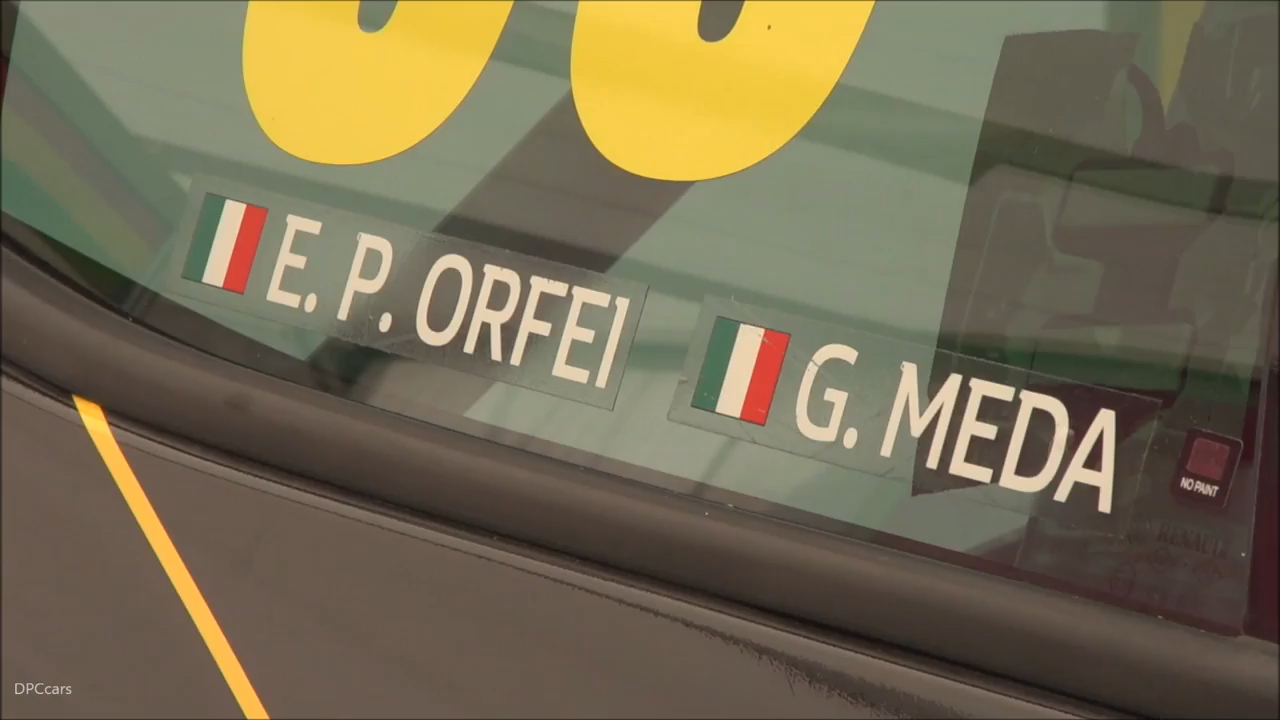 E. P. ORFEI
G. MEDA
NO PAINT
DPCcars